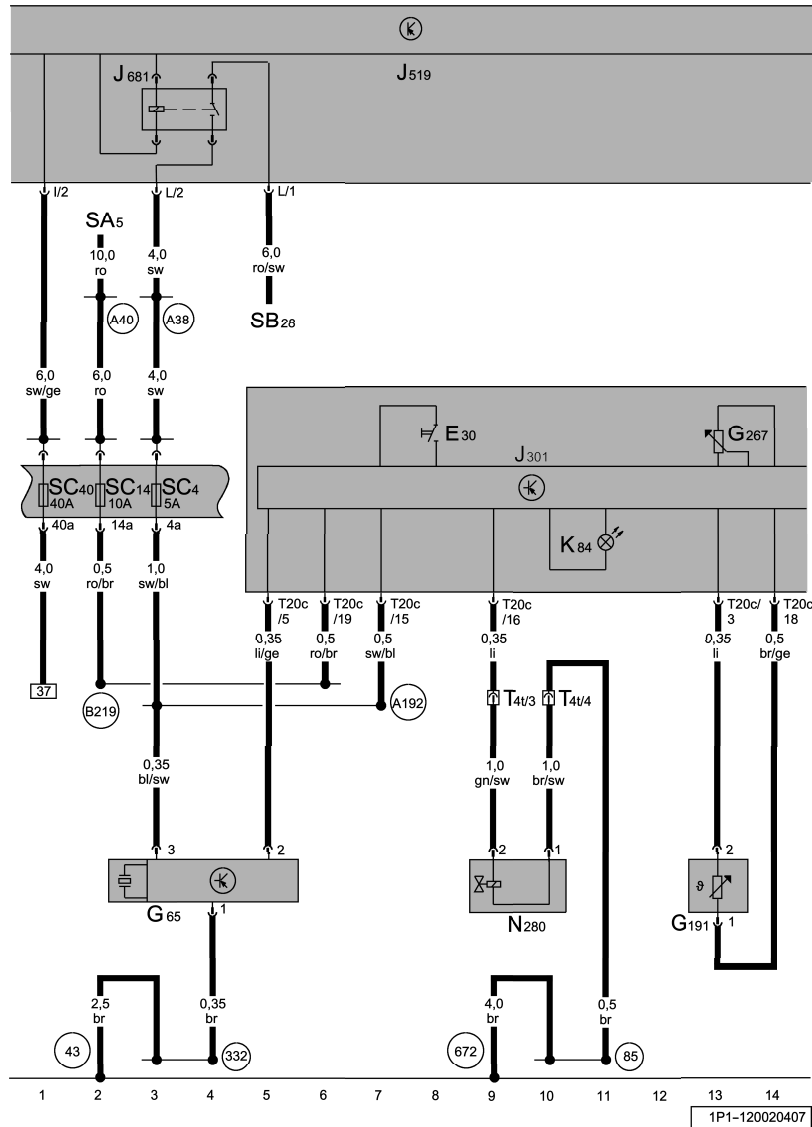 J681
J519
I/2
L/2
L/1
SA5
10,0
ro
4,0
sw
6,0
ro/sw
A40
A38
SB26
6,0
sw/ge
6,0
ro
4,0
sw
E30
G267
J301
SC40
40A
SC14
10A
SC4
5A
K84
40a
14a
4a
4,0
sw
0,5
ro/br
1,0
sw/bl
T20c
/5
T20c
/19
T20c
/15
T20c
/16
T20c/
3
T20c/
18
0,35
li/ge
0,5
ro/br
0,5
sw/bl
0,35
li
0,35
li
0,5
br/ge
37
B219
A192
T4t/3
T4t/4
0,35
bl/sw
1,0
gn/sw
1,0
br/sw
3
2
2
1
2
G65
1
N280
G191
1
2,5
br
0,35
br
4,0
br
0,5
br
43
332
672
85
1 2 3 4 5 6 7 8 9 10 11 12 13 14
1P1-120020407